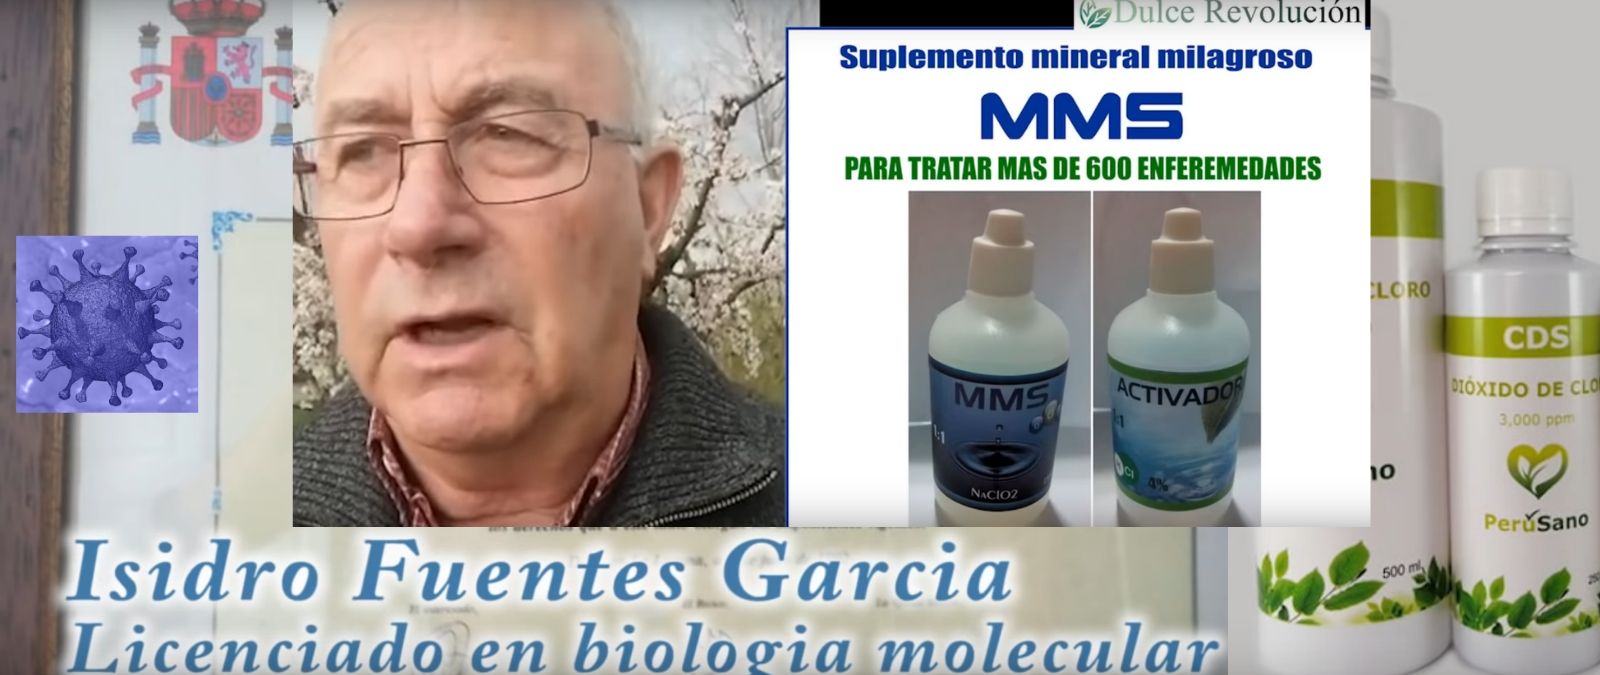 Dulce Revolución
Suplemento mineral milagroso
MMS
PARA TRATAR MAS DE 600 ENFEREMEDADES
MMS
1:1
NaClO2
ACTIVADOR
1:1
Cl
4%
CLORO
500 ml
CDS
DIÓXIDO DE CLO
3,000 ppm
PerúSano
Isidro Fuentes Garcia
Licenciado en biologia molecular